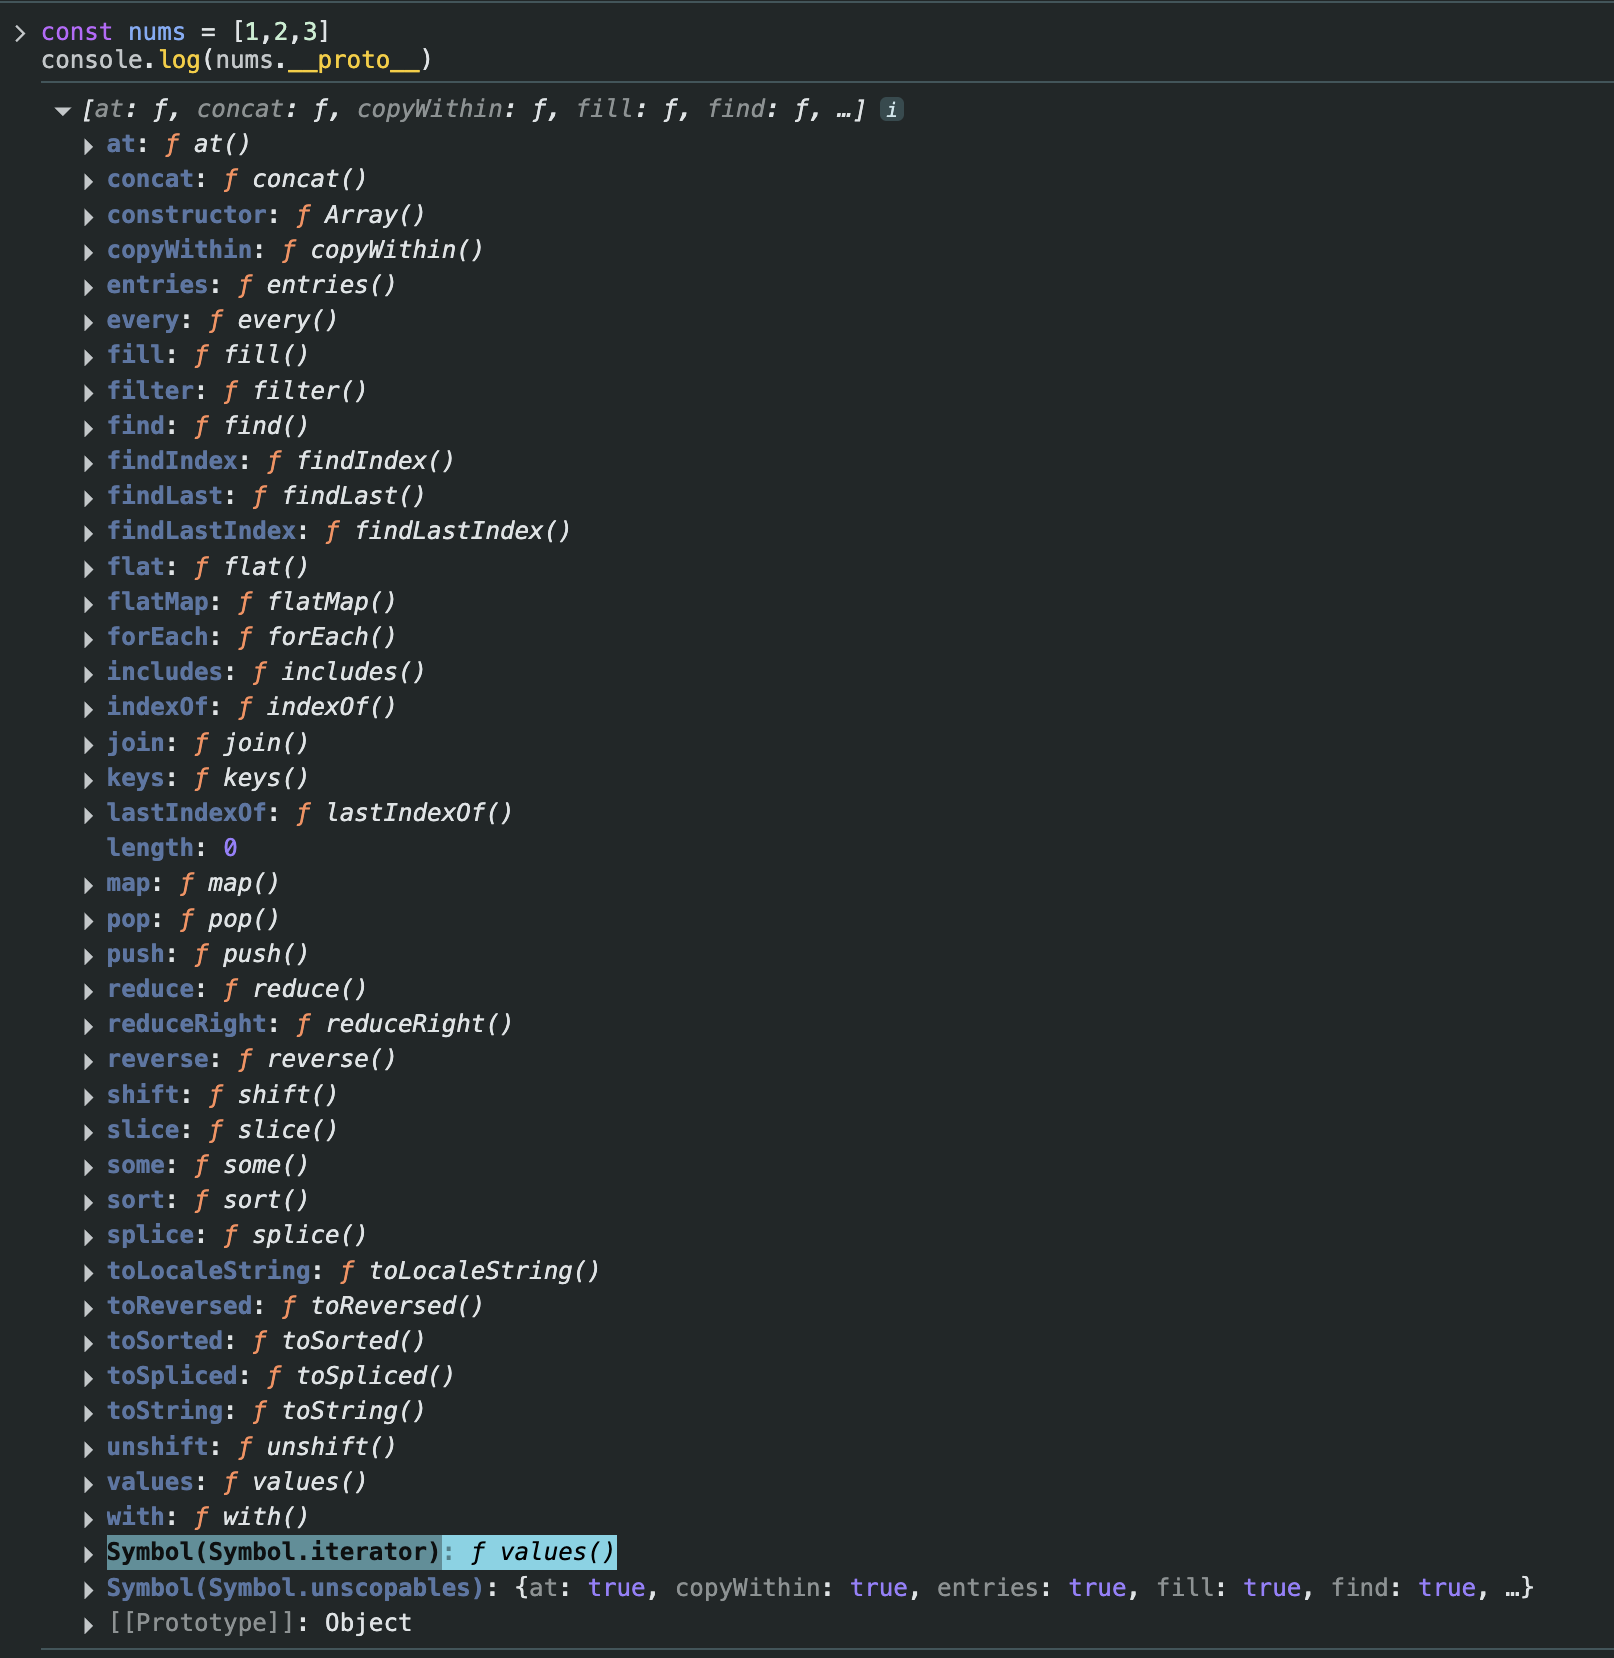 > const nums = [1,2,3]
console.log(nums.__proto__)
▼ [at: ƒ, concat: ƒ, copyWithin: ƒ, fill: ƒ, find: ƒ, …] i
▶ at: ƒ at()
▶ concat: ƒ concat()
▶ constructor: ƒ Array()
▶ copyWithin: ƒ copyWithin()
▶ entries: ƒ entries()
▶ every: ƒ every()
▶ fill: ƒ fill()
▶ filter: ƒ filter()
▶ find: ƒ find()
▶ findIndex: ƒ findIndex()
▶ findLast: ƒ findLast()
▶ findLastIndex: ƒ findLastIndex()
▶ flat: ƒ flat()
▶ flatMap: ƒ flatMap()
▶ forEach: ƒ forEach()
▶ includes: ƒ includes()
▶ indexOf: ƒ indexOf()
▶ join: ƒ join()
▶ keys: ƒ keys()
▶ lastIndexOf: ƒ lastIndexOf()
length: 0
▶ map: ƒ map()
▶ pop: ƒ pop()
▶ push: ƒ push()
▶ reduce: ƒ reduce()
▶ reduceRight: ƒ reduceRight()
▶ reverse: ƒ reverse()
▶ shift: ƒ shift()
▶ slice: ƒ slice()
▶ some: ƒ some()
▶ sort: ƒ sort()
▶ splice: ƒ splice()
▶ toLocaleString: ƒ toLocaleString()
▶ toReversed: ƒ toReversed()
▶ toSorted: ƒ toSorted()
▶ toSpliced: ƒ toSpliced()
▶ toString: ƒ toString()
▶ unshift: ƒ unshift()
▶ values: ƒ values()
▶ with: ƒ with()
▶ Symbol(Symbol.iterator): ƒ values()
▶ Symbol(Symbol.unscopables): {at: true, copyWithin: true, entries: true, fill: true, find: true, …}
▶ [[Prototype]]: Object